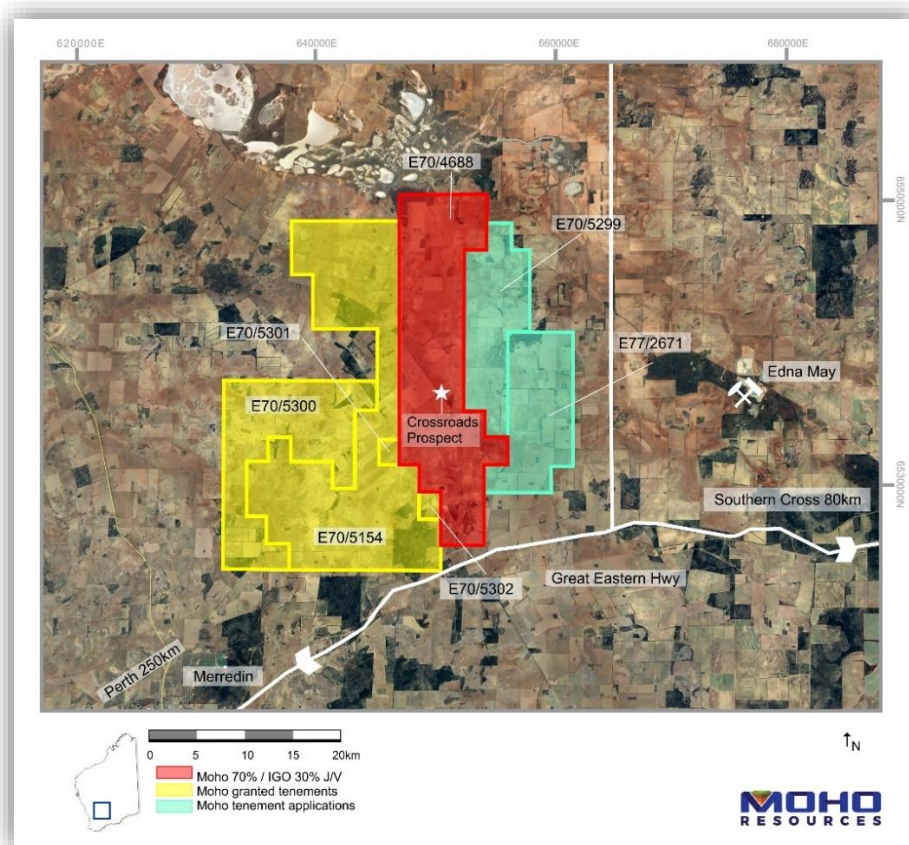 620000E
640000E
660000E
680000E
E70/4688
6550000N
E70/5299
E70/5301
E77/2671
Edna May
E70/5300
Crossroads
Prospect
6530000N
Southern Cross 80km
E70/5154
E70/5302
Great Eastern Hwy
Perth 250km
Merredin
0 5 10 15 20km
N
Moho 70% / IGO 30% J/V
Moho granted tenements
Moho tenement applications
MOHO
RESOURCES